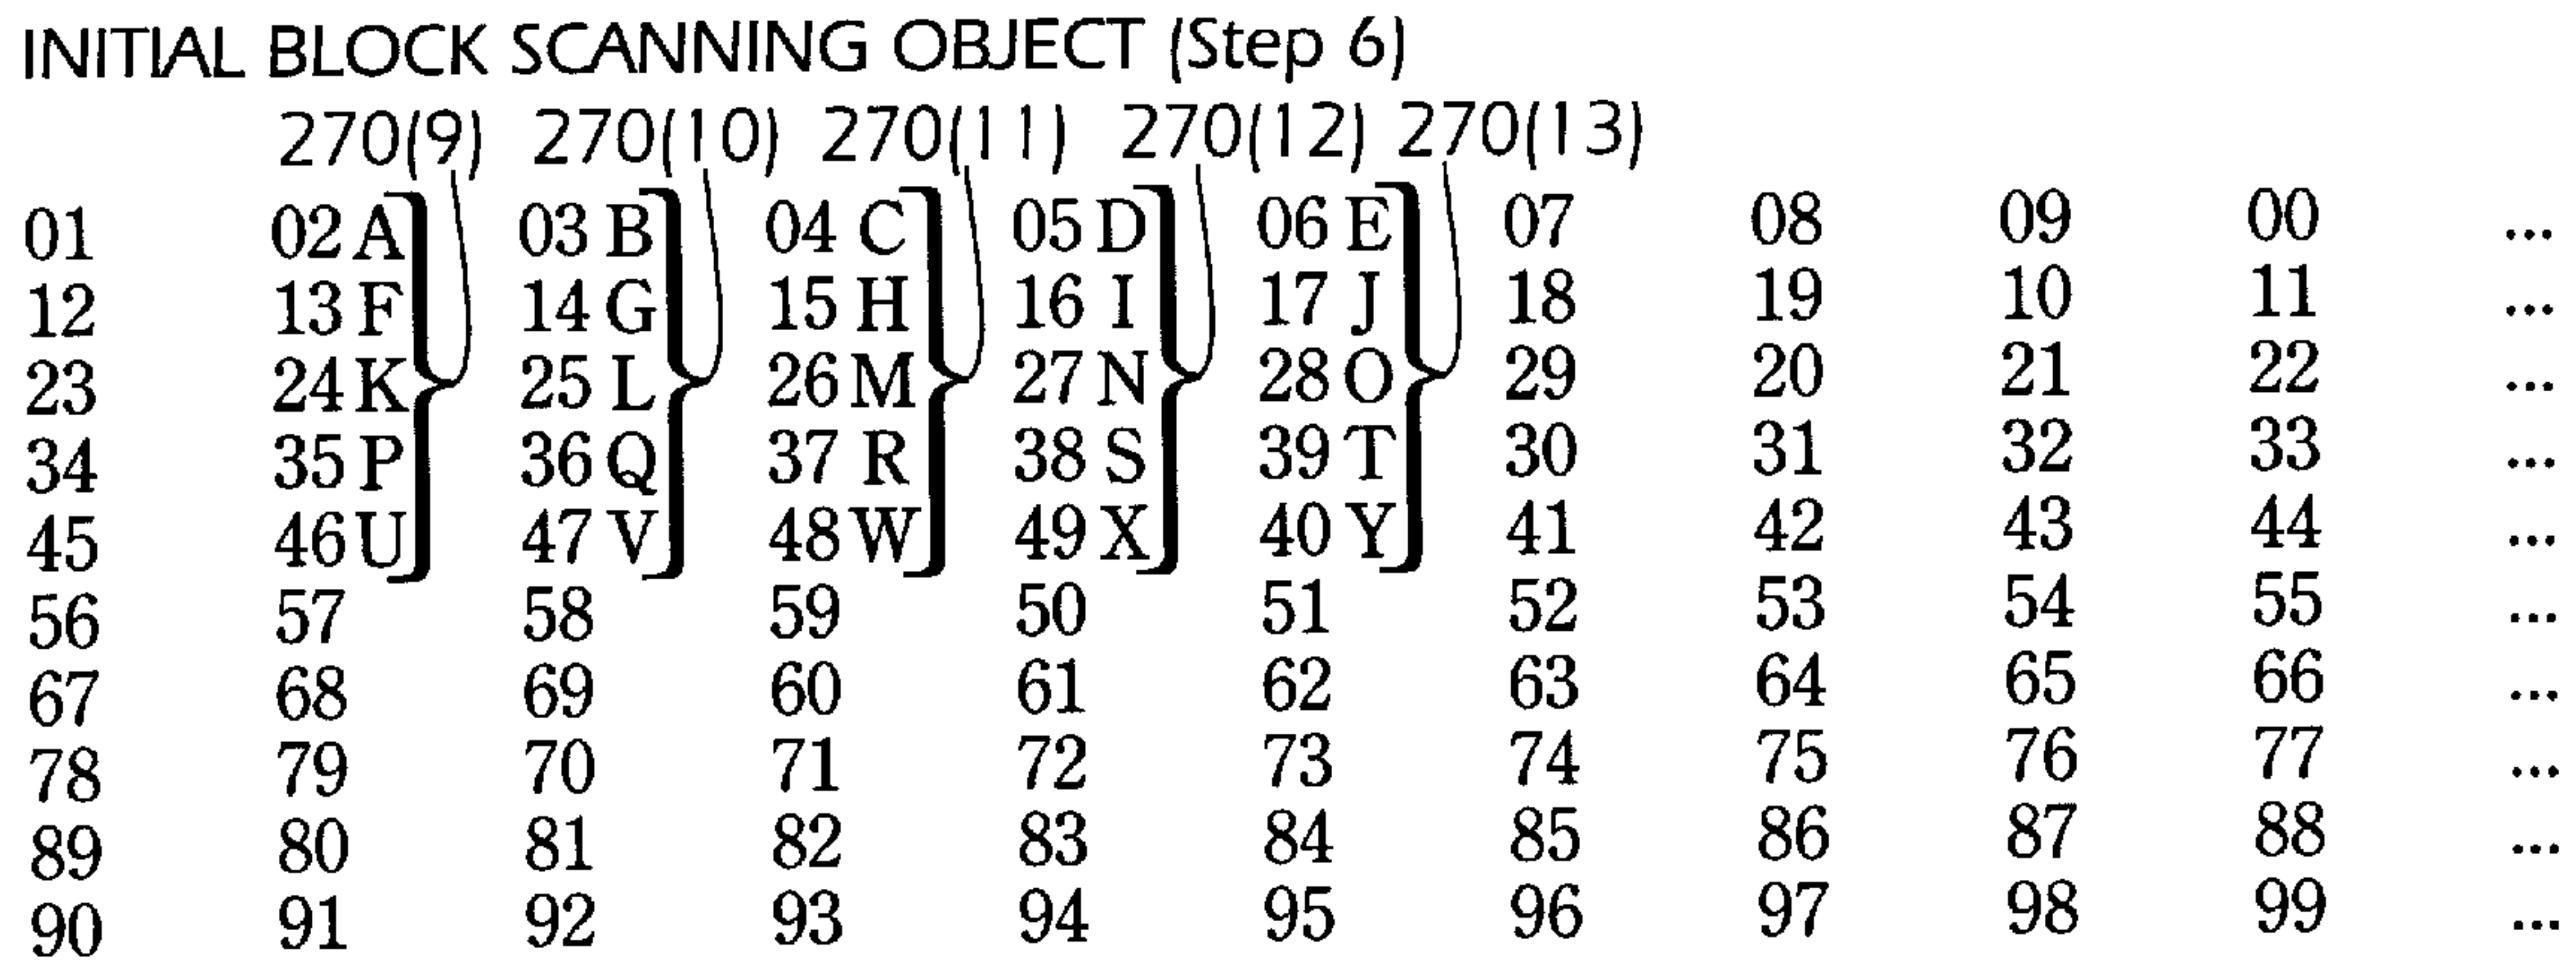 INITIAL BLOCK SCANNING OBJECT (Step 6)
270(9) 270(10) 270(11) 270(12) 270(13)
01 02 A 03 B 04 C 05 D 06 E 07 08 09 00 ...
12 13 F 14 G 15 H 16 I 17 J 18 19 10 11 ...
23 24 K 25 L 26 M 27 N 28 O 29 20 21 22 ...
34 35 P 36 Q 37 R 38 S 39 T 30 31 32 33 ...
45 46 U 47 V 48 W 49 X 40 Y 41 42 43 44 ...
56 57 58 59 50 51 52 53 54 55 ...
67 68 69 60 61 62 63 64 65 66 ...
78 79 70 71 72 73 74 75 76 77 ...
89 80 81 82 83 84 85 86 87 88 ...
90 91 92 93 94 95 96 97 98 99 ...